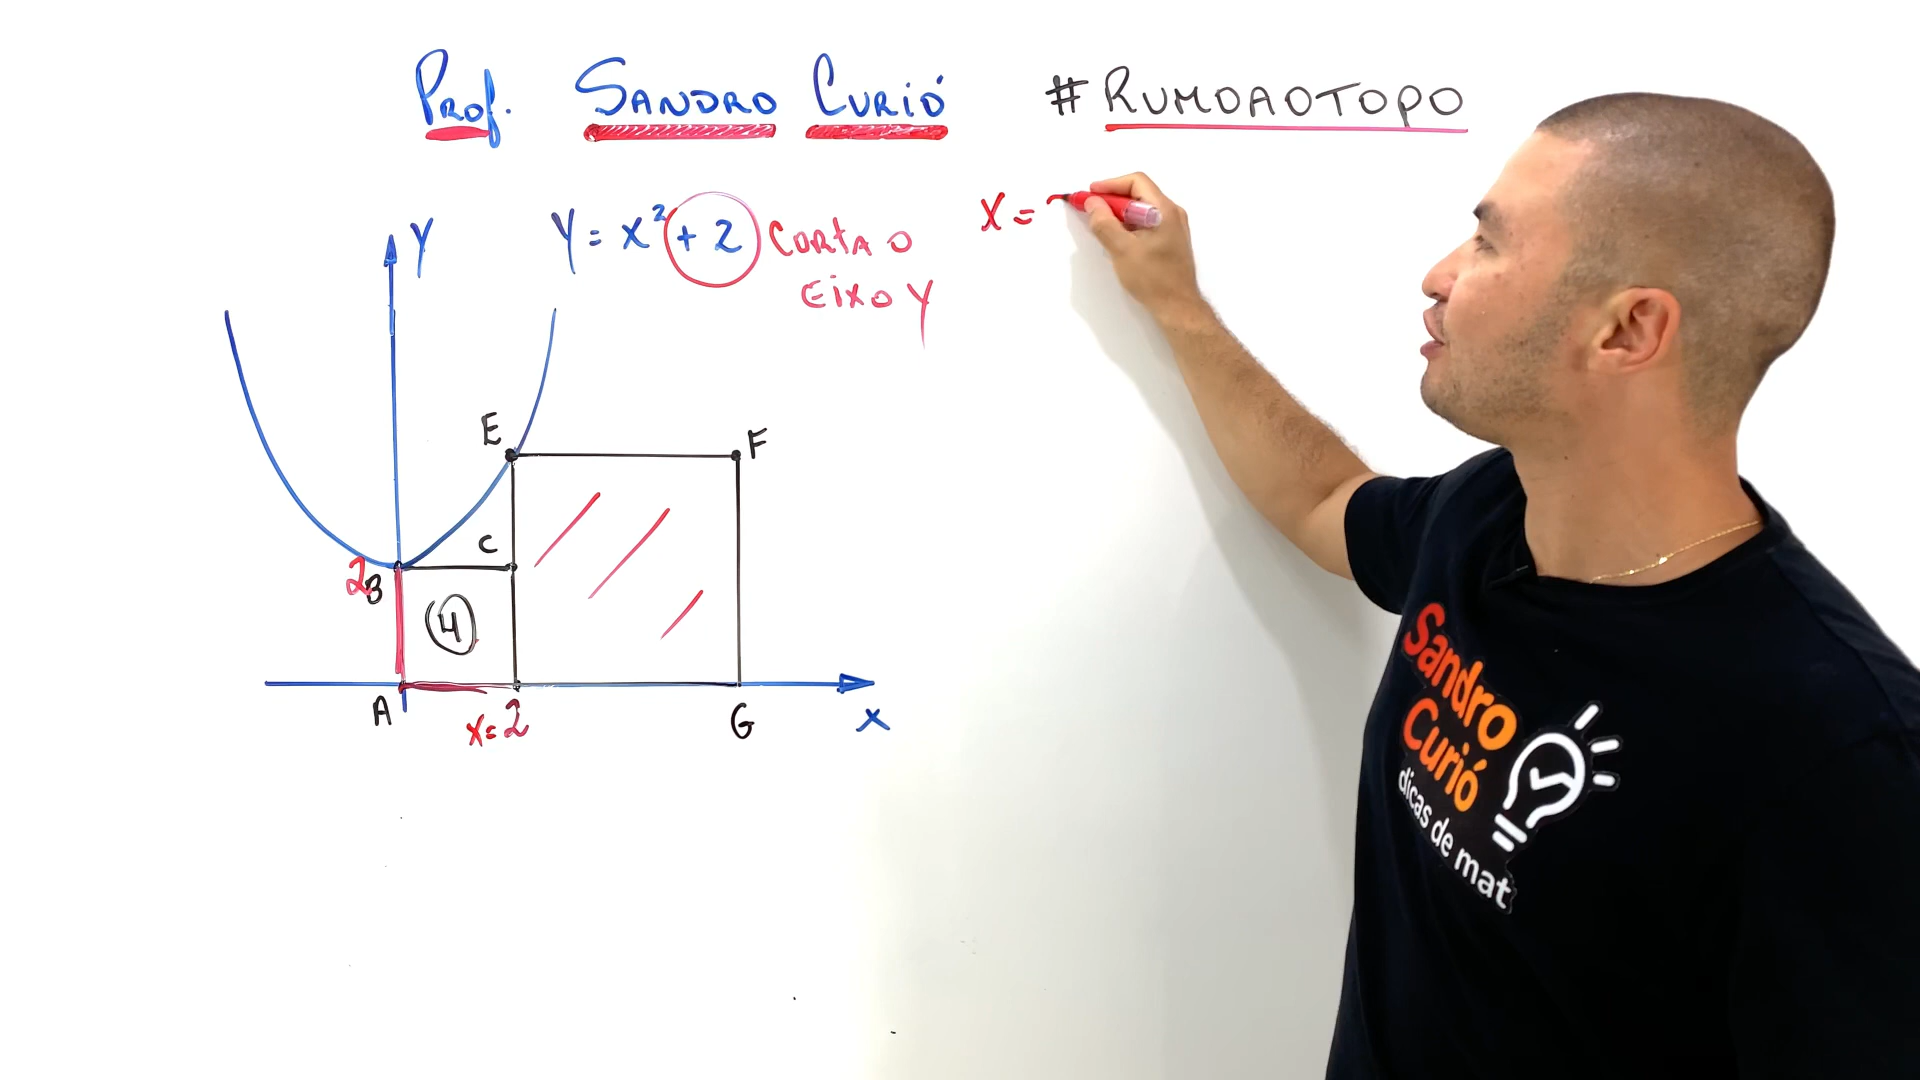 Prof. Sandro Curió #RUMOAOTOPO
Y = x² + 2 Corta o
eixo Y
X =
Y
E
F
C
2
B
4
A
X = 2
G
X
Sandro
Curió
dicas de mat